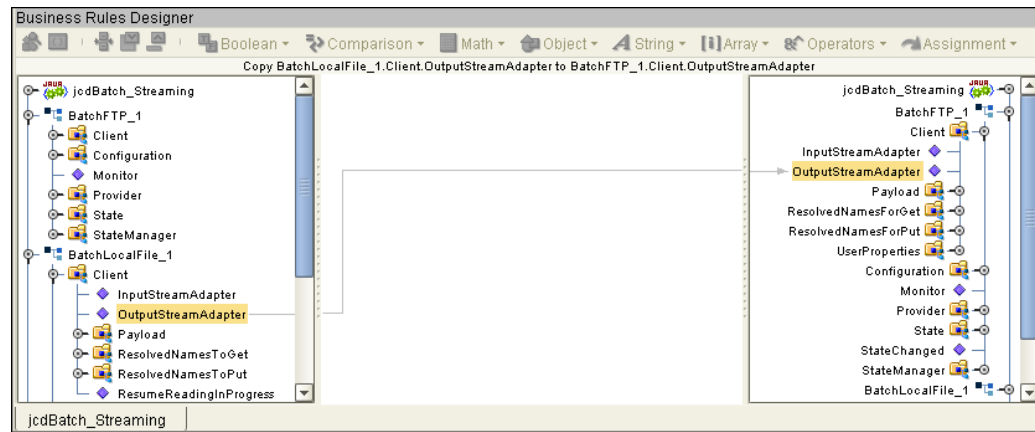 Business Rules Designer
Boolean Comparison Math Object String Array Operators Assignment
Copy BatchLocalFile_1.Client.OutputStreamAdapter to BatchFTP_1.Client.OutputStreamAdapter
JAVA jcdBatch_Streaming
BatchFTP_1
Client
Configuration
Monitor
Provider
State
StateManager
BatchLocalFile_1
Client
InputStreamAdapter
OutputStreamAdapter
Payload
ResolvedNamesToGet
ResolvedNamesToPut
ResumeReadingInProgress
jcdBatch_Streaming JAVA
BatchFTP_1
Client
InputStreamAdapter
OutputStreamAdapter
Payload
ResolvedNamesForGet
ResolvedNamesForPut
UserProperties
Configuration
Monitor
Provider
State
StateChanged
StateManager
BatchLocalFile_1
jcdBatch_Streaming